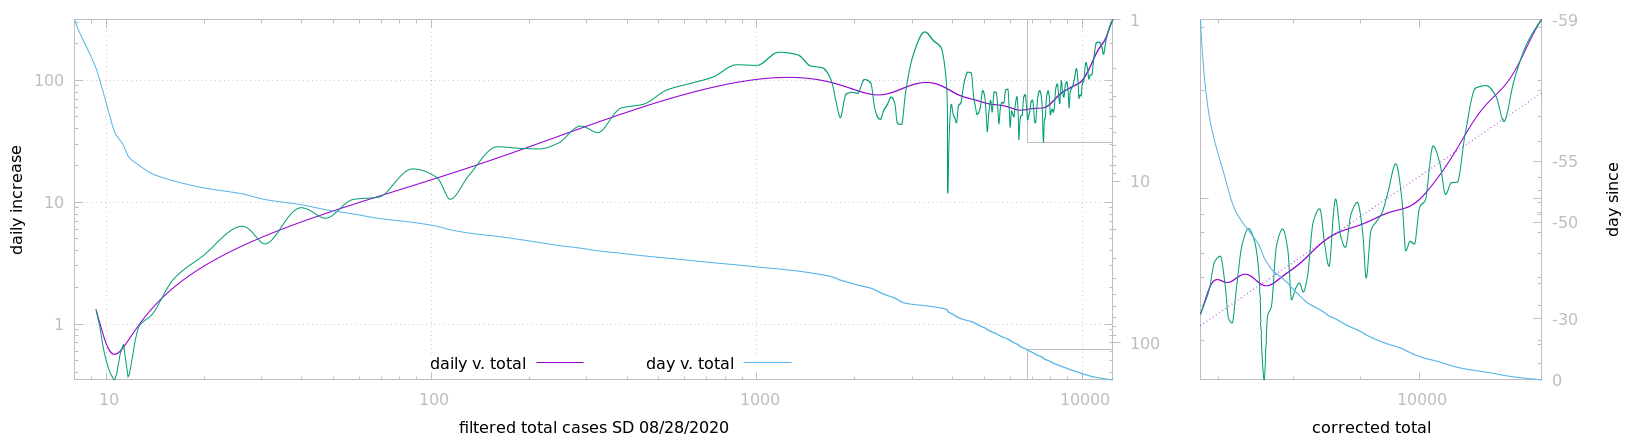 daily increase
100
10
1
10
100
1000
10000
filtered total cases SD 08/28/2020
daily v. total
day v. total
1
10
100
-59
-55
-50
-30
0
day since
10000
corrected total